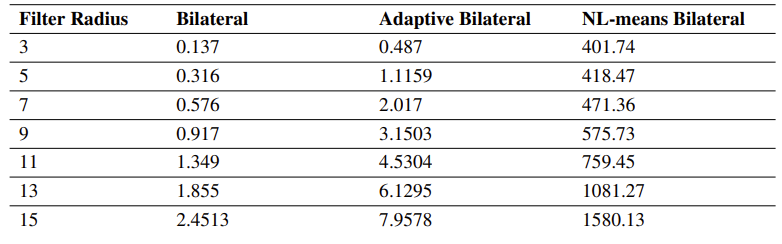 Filter Radius Bilateral Adaptive Bilateral NL-means Bilateral
3 0.137 0.487 401.74
5 0.316 1.1159 418.47
7 0.576 2.017 471.36
9 0.917 3.1503 575.73
11 1.349 4.5304 759.45
13 1.855 6.1295 1081.27
15 2.4513 7.9578 1580.13